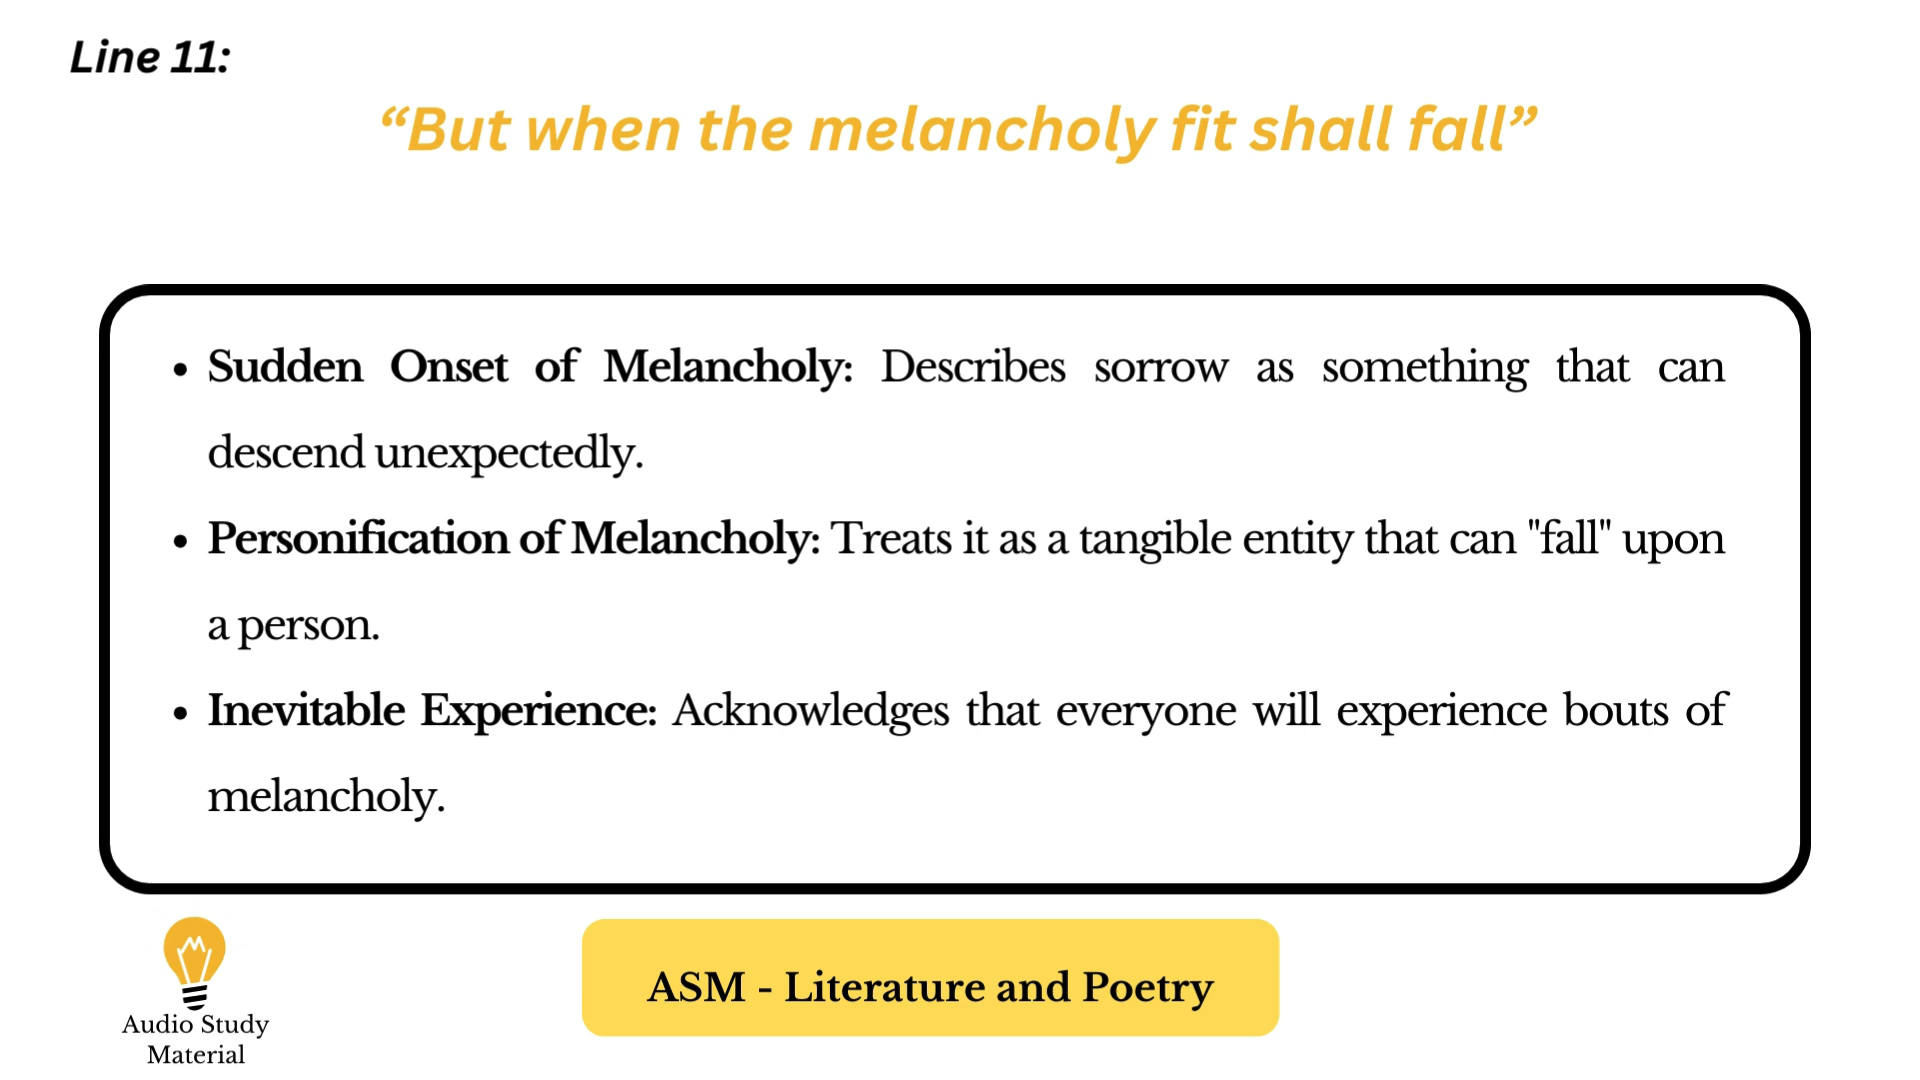 Line 11:
“But when the melancholy fit shall fall”
• Sudden Onset of Melancholy: Describes sorrow as something that can
descend unexpectedly.
• Personification of Melancholy: Treats it as a tangible entity that can "fall" upon
a person.
• Inevitable Experience: Acknowledges that everyone will experience bouts of
melancholy.
ASM - Literature and Poetry
Audio Study
Material